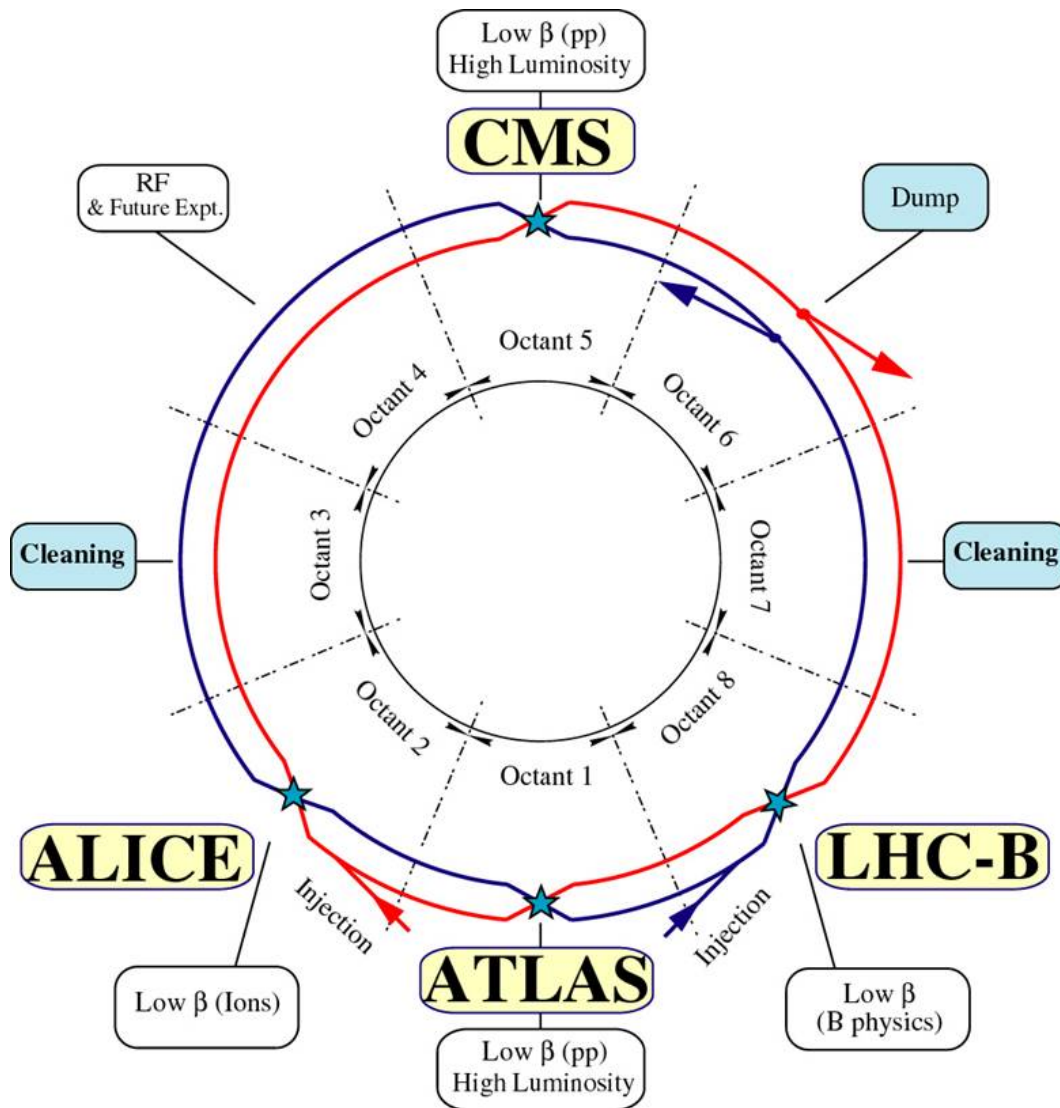 Low β (pp)
High Luminosity
CMS
RF
& Future Expt.
Dump
Octant 5
Octant 4
Octant 6
Cleaning
Octant 3
Octant 7
Cleaning
Octant 2
Octant 8
Octant 1
ALICE
LHC-B
Injection
Injection
ATLAS
Low β (Ions)
Low β
(B physics)
Low β (pp)
High Luminosity